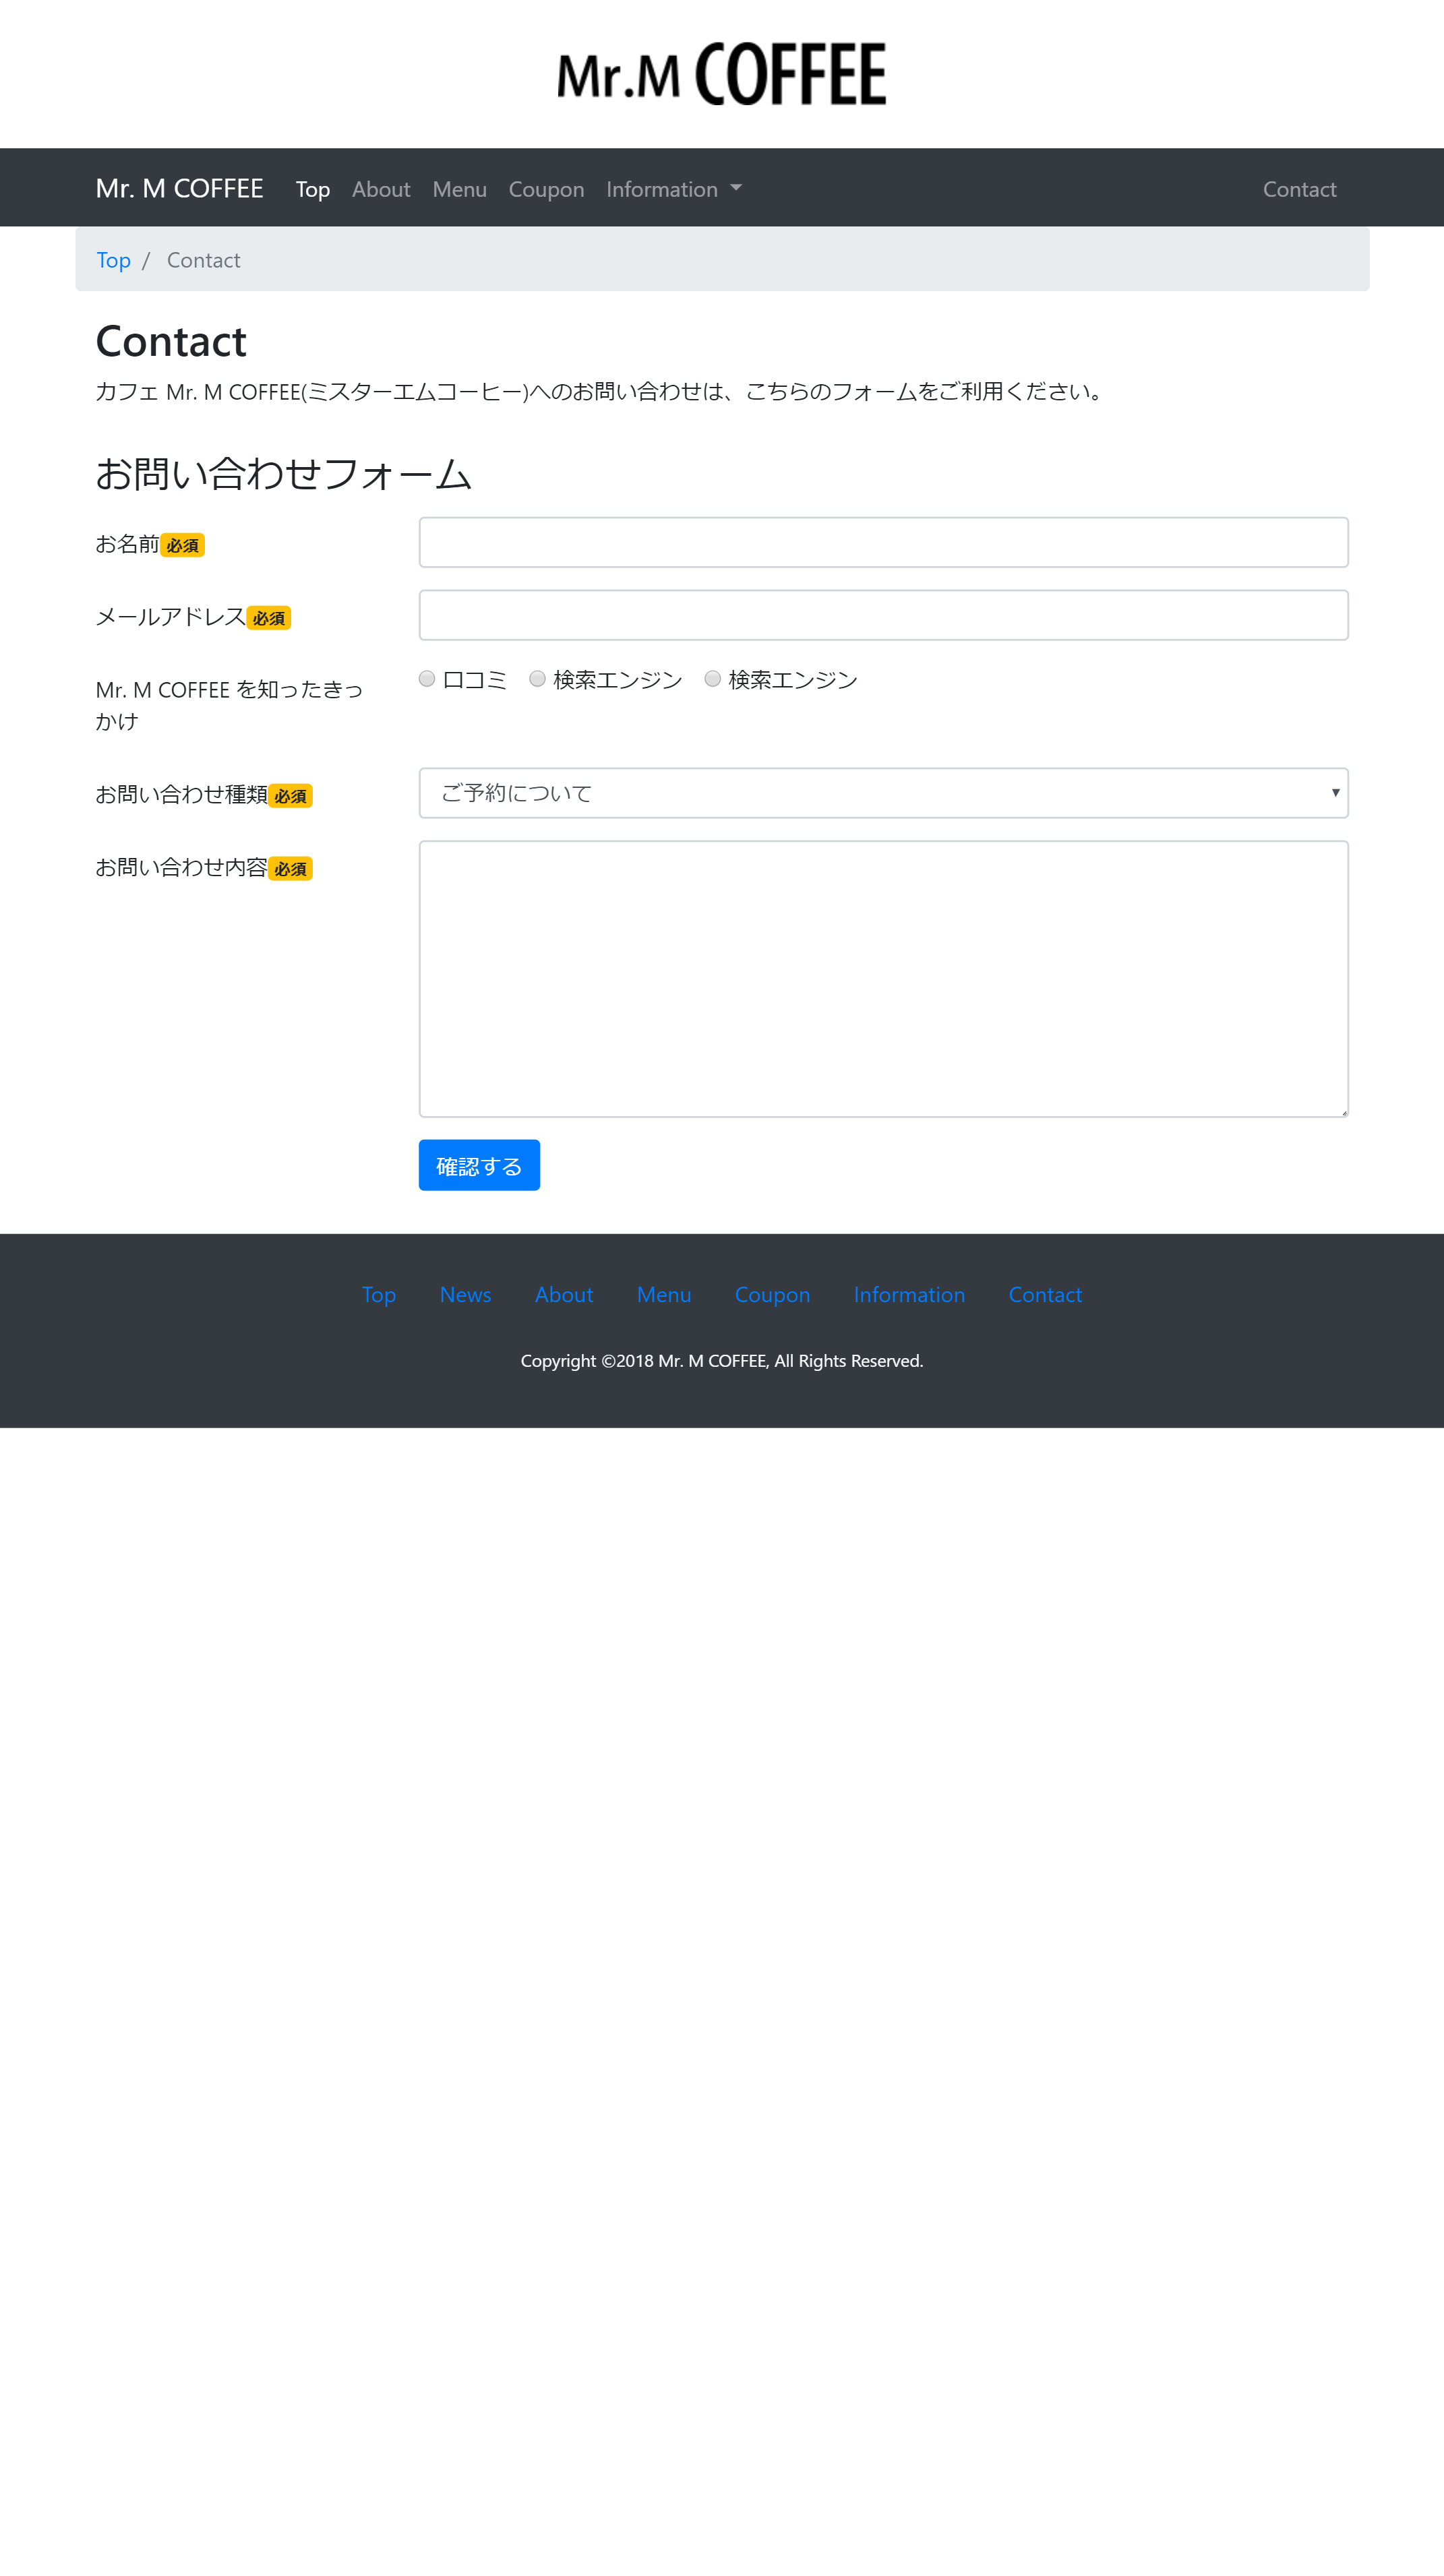 Mr.M COFFEE
Mr. M COFFEE Top About Menu Coupon Information Contact
Top / Contact
Contact
カフェ Mr. M COFFEE(ミスターエムコーヒー)へのお問い合わせは、こちらのフォームをご利用ください。
お問い合わせフォーム
お名前必須
メールアドレス必須
Mr. M COFFEE を知ったきっ
かけ
口コミ 検索エンジン 検索エンジン
お問い合わせ種類必須
ご予約について
お問い合わせ内容必須
確認する
Top News About Menu Coupon Information Contact
Copyright ©2018 Mr. M COFFEE, All Rights Reserved.